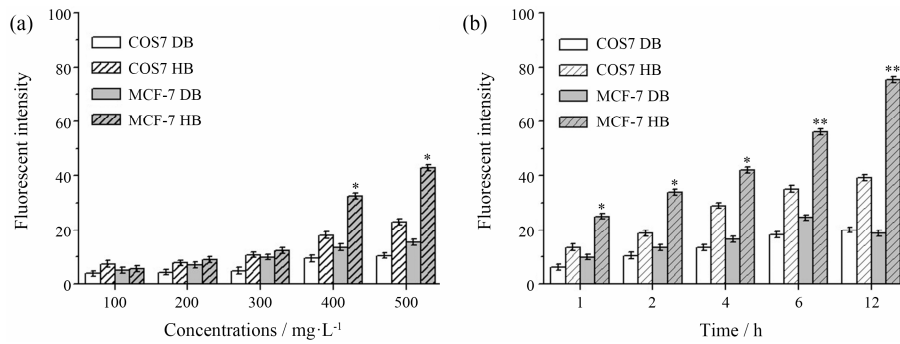 (a)
100
80
60
40
20
0
Fluorescent intensity
COS7 DB
COS7 HB
MCF-7 DB
MCF-7 HB
*
*
100 200 300 400 500
Concentrations / mg·L-1
(b)
100
80
60
40
20
0
Fluorescent intensity
COS7 DB
COS7 HB
MCF-7 DB
MCF-7 HB
*
*
*
**
**
1 2 4 6 12
Time / h